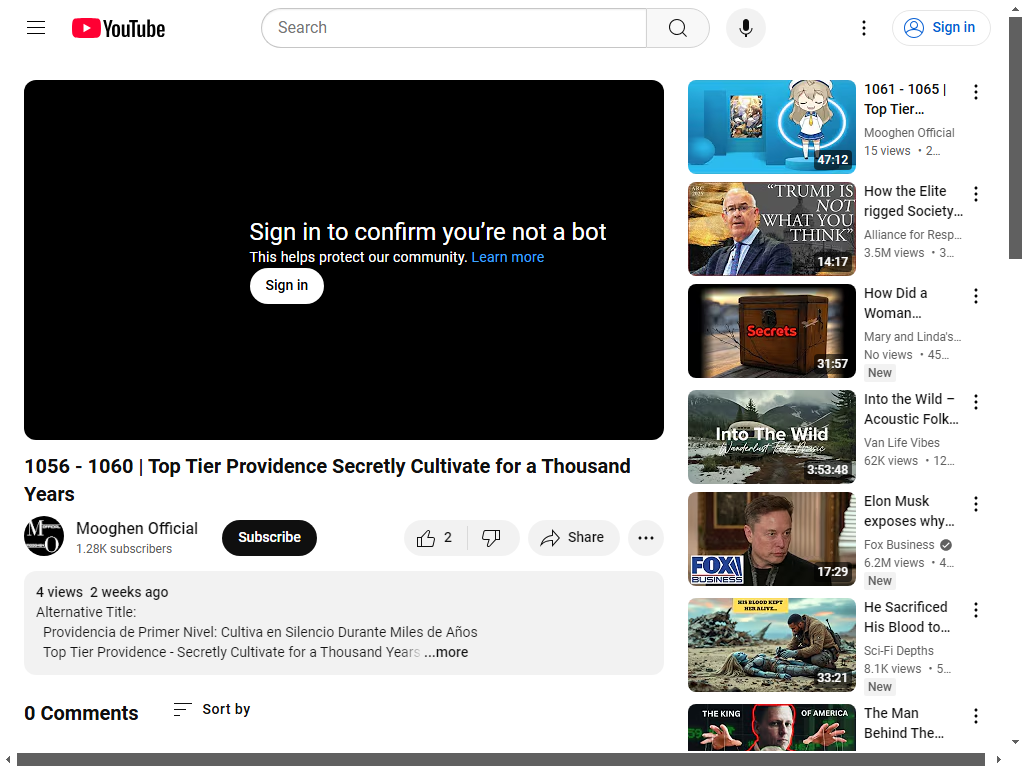 YouTube
Search
Sign in
Sign in to confirm you're not a bot
This helps protect our community. Learn more
Sign in
1056 - 1060 | Top Tier Providence Secretly Cultivate for a Thousand
Years
Mooghen Official
1.28K subscribers
Subscribe
2
Share
4 views 2 weeks ago
Alternative Title:
Providencia de Primer Nivel: Cultiva en Silencio Durante Miles de Años
Top Tier Providence - Secretly Cultivate for a Thousand Years ...more
0 Comments
Sort by
47:12
1061 - 1065 |
Top Tier...
Mooghen Official
15 views • 2...
ABC
2025
"TRUMP IS
NOT
WHAT YOU
THINK"
14:17
How the Elite
rigged Society...
Alliance for Resp...
3.5M views • 3...
Secrets
31:57
How Did a
Woman...
Mary and Linda's...
No views • 45...
New
Into The Wild
Wanderlust Folk Music
3:53:48
Into the Wild –
Acoustic Folk...
Van Life Vibes
62K views • 12...
FOX
BUSINESS
17:29
Elon Musk
exposes why...
Fox Business
6.2M views • 4...
New
HIS BLOOD KEPT
HER ALIVE...
33:21
He Sacrificed
His Blood to...
Sci-Fi Depths
8.1K views • 5...
New
THE KING
OF AMERICA
The Man
Behind The...